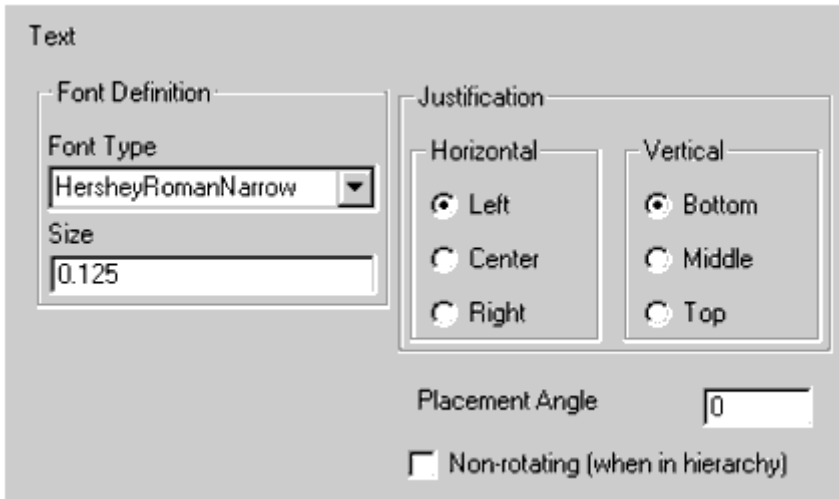 Text
Font Definition
Font Type
HersheyRomanNarrow
Size
0.125
Justification
Horizontal
Left
Center
Right
Vertical
Bottom
Middle
Top
Placement Angle
0
Non-rotating (when in hierarchy)